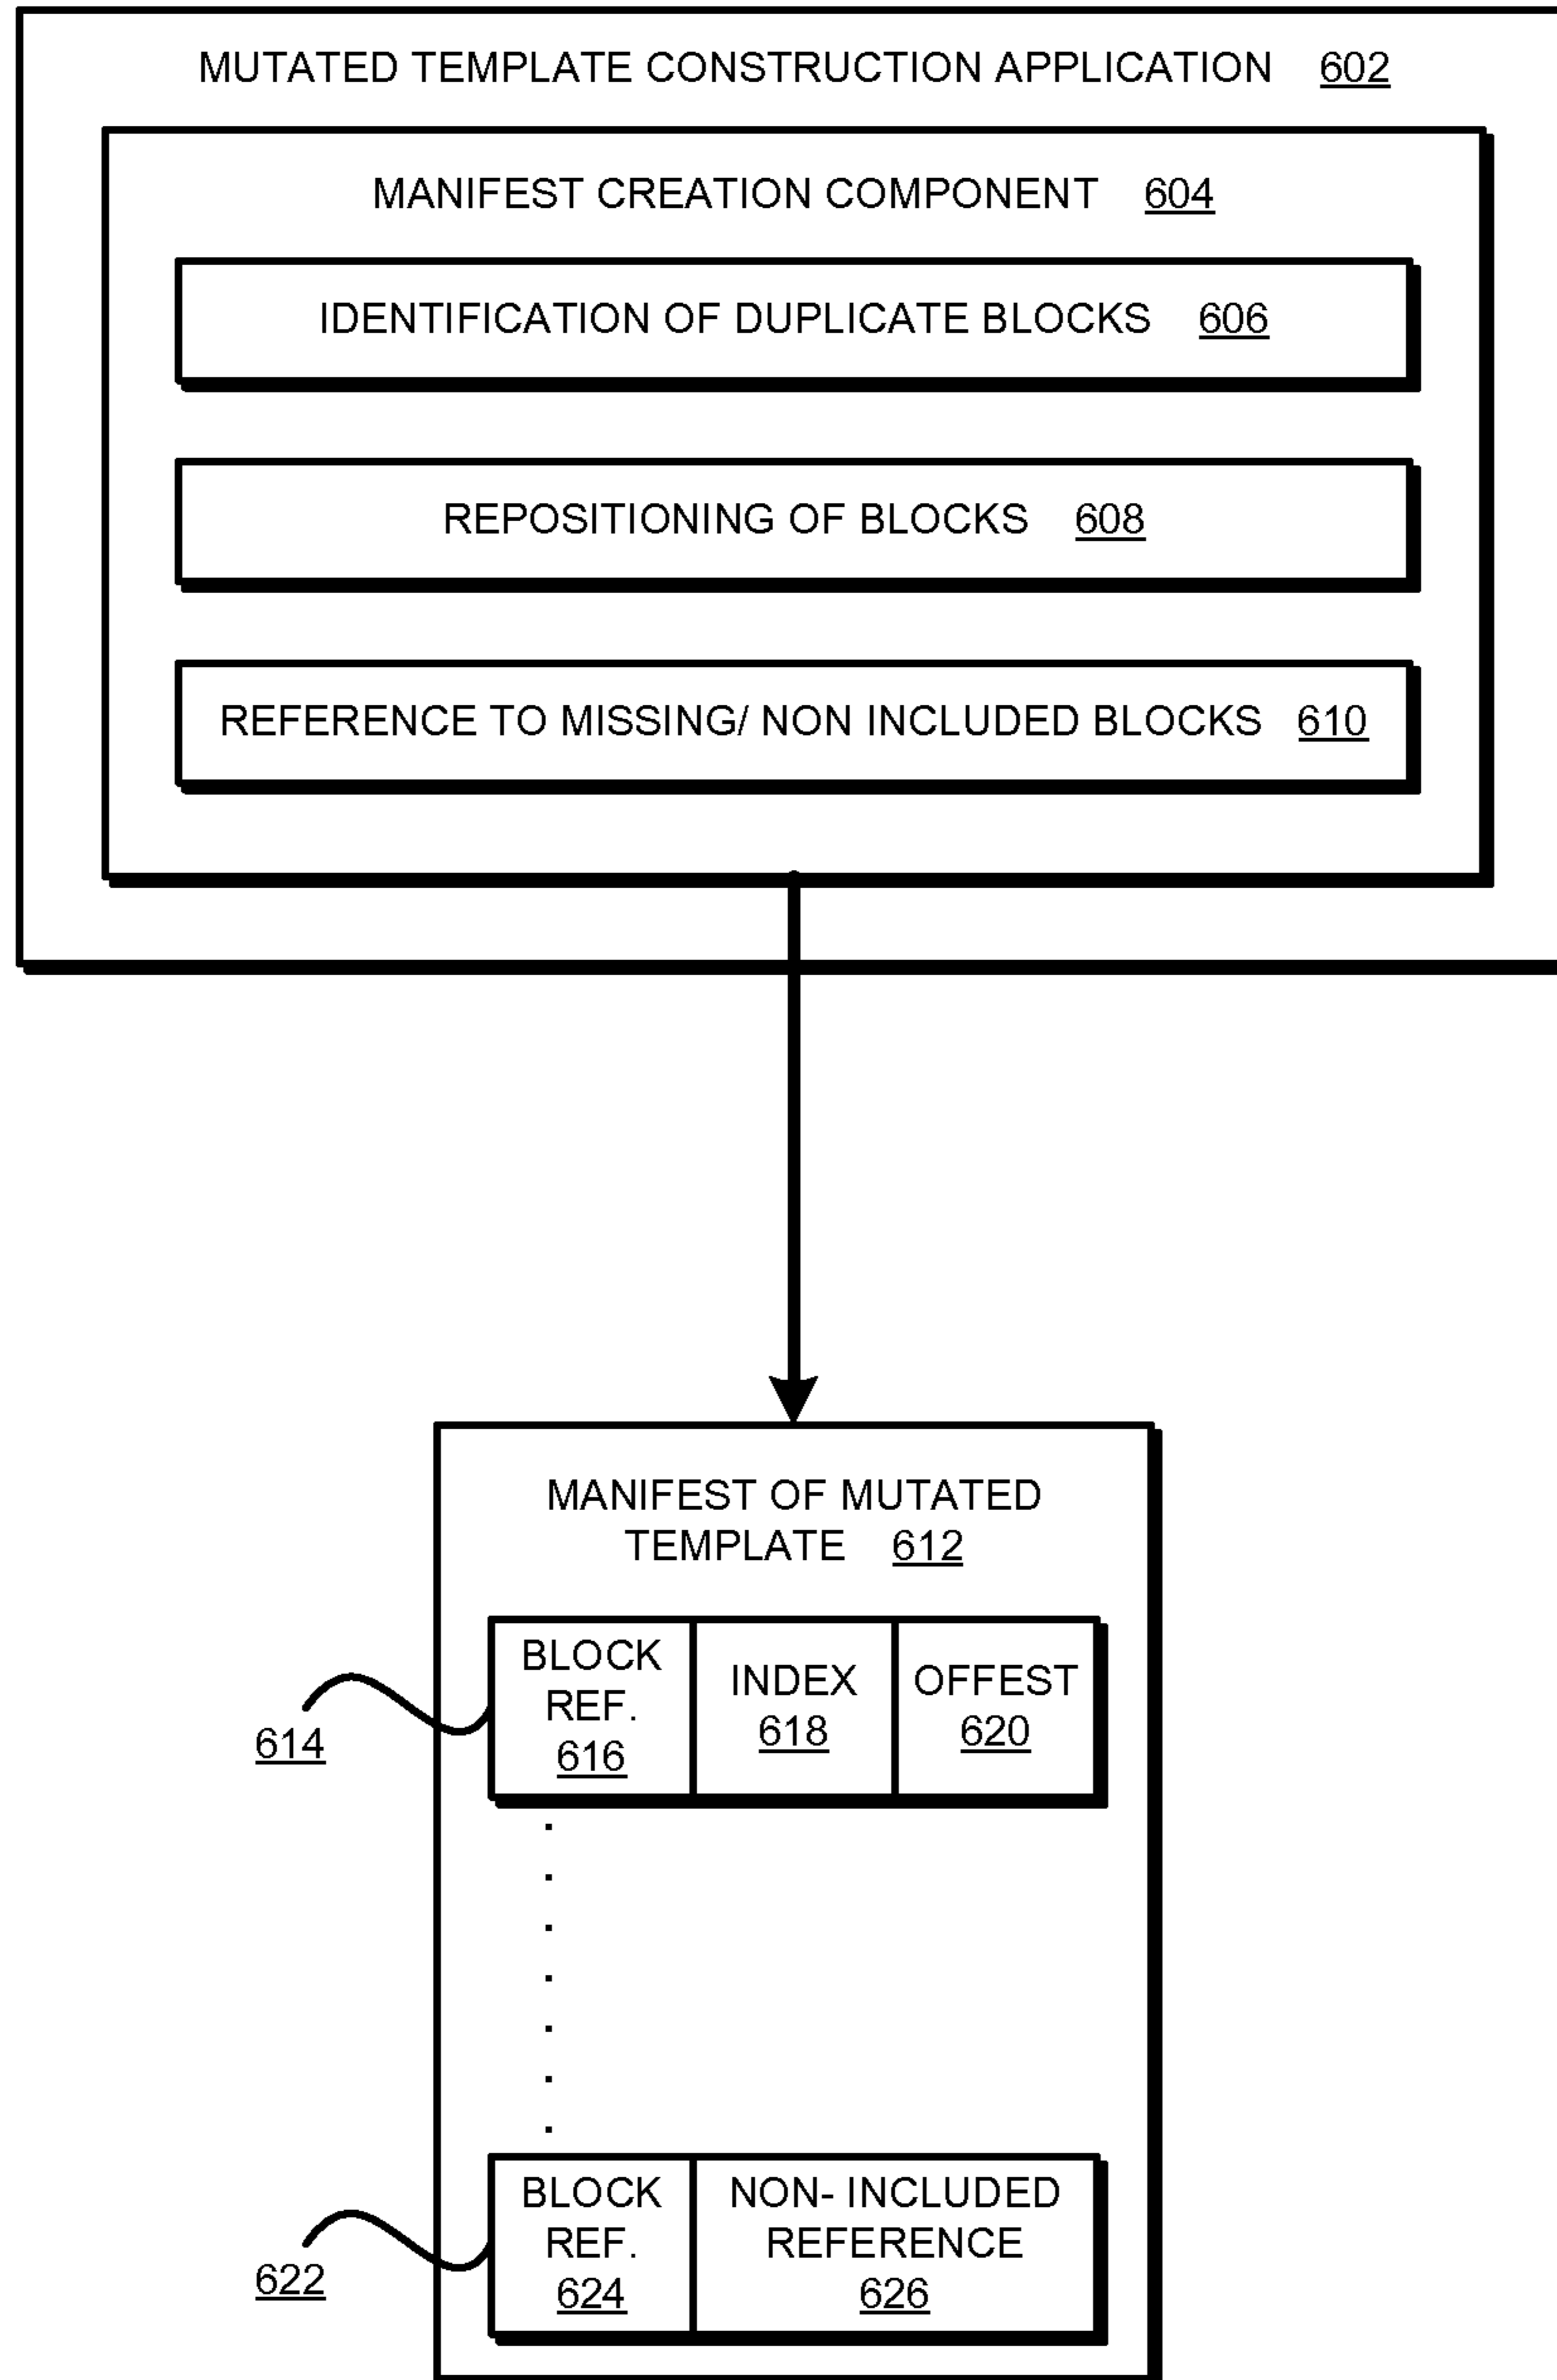 MUTATED TEMPLATE CONSTRUCTION APPLICATION 602
MANIFEST CREATION COMPONENT 604
IDENTIFICATION OF DUPLICATE BLOCKS 606
REPOSITIONING OF BLOCKS 608
REFERENCE TO MISSING/ NON INCLUDED BLOCKS 610
MANIFEST OF MUTATED
TEMPLATE 612
614
BLOCK
REF.
616
INDEX
618
OFFEST
620
622
BLOCK
REF.
624
NON- INCLUDED
REFERENCE
626